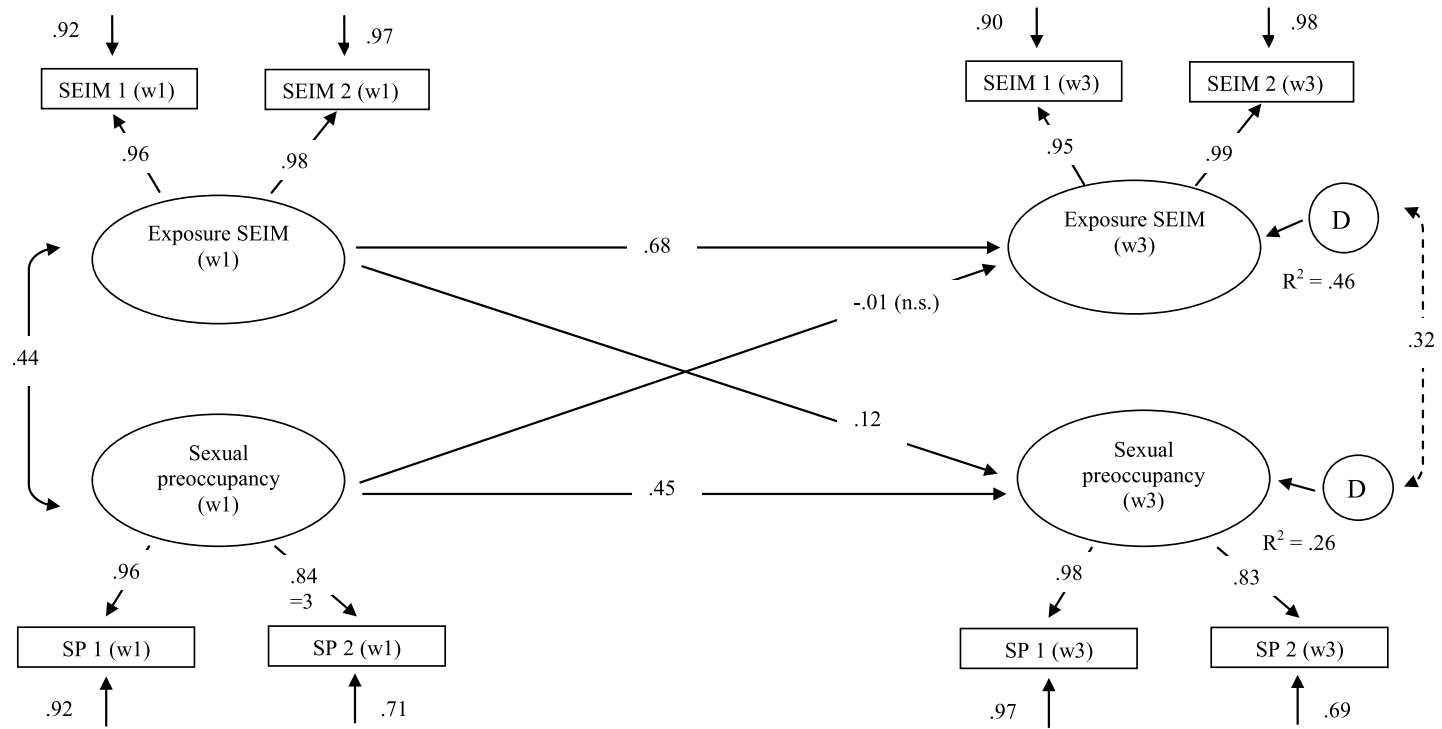 .92
.97
.90
.98
SEIM 1 (w1)
SEIM 2 (w1)
SEIM 1 (w3)
SEIM 2 (w3)
.96
.98
.95
.99
Exposure SEIM
(w1)
.68
Exposure SEIM
(w3)
D
R² = .46
-.01 (n.s.)
.44
.32
.12
Sexual
preoccupancy
(w1)
.45
Sexual
preoccupancy
(w3)
D
R² = .26
.96
.84
=3
.98
.83
SP 1 (w1)
SP 2 (w1)
SP 1 (w3)
SP 2 (w3)
.92
.71
.97
.69